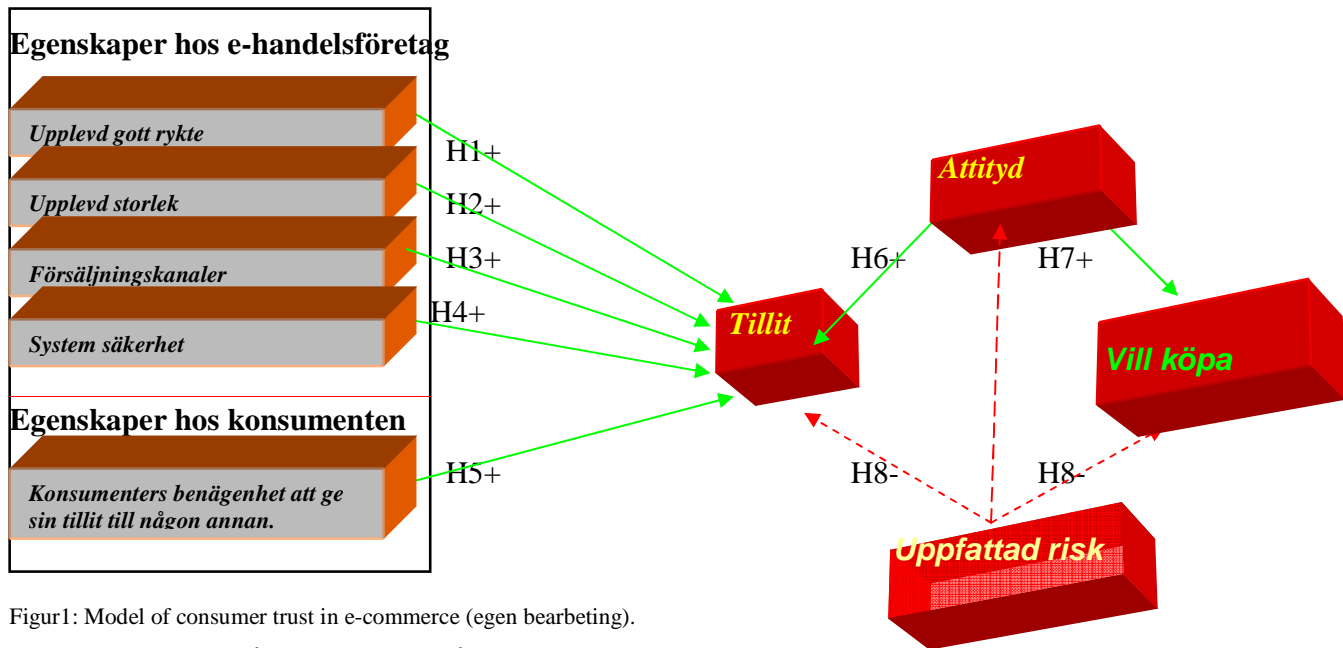 Egenskaper hos e-handelsföretag
Upplevd gott rykte
Upplevd storlek
Försäljningskanaler
System säkerhet
Egenskaper hos konsumenten
Konsumenters benägenhet att ge
sin tillit till någon annan.
H1+
H2+
H3+
H4+
H5+
Tillit
Attityd
H6+
H7+
Vill köpa
H8-
H8-
Uppfattad risk
Figur1: Model of consumer trust in e-commerce (egen bearbeting).